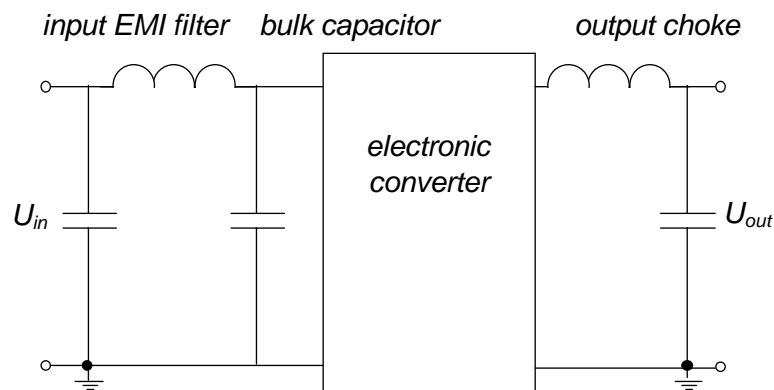 input EMI filter
bulk capacitor
output choke
electronic
converter
Uin
Uout